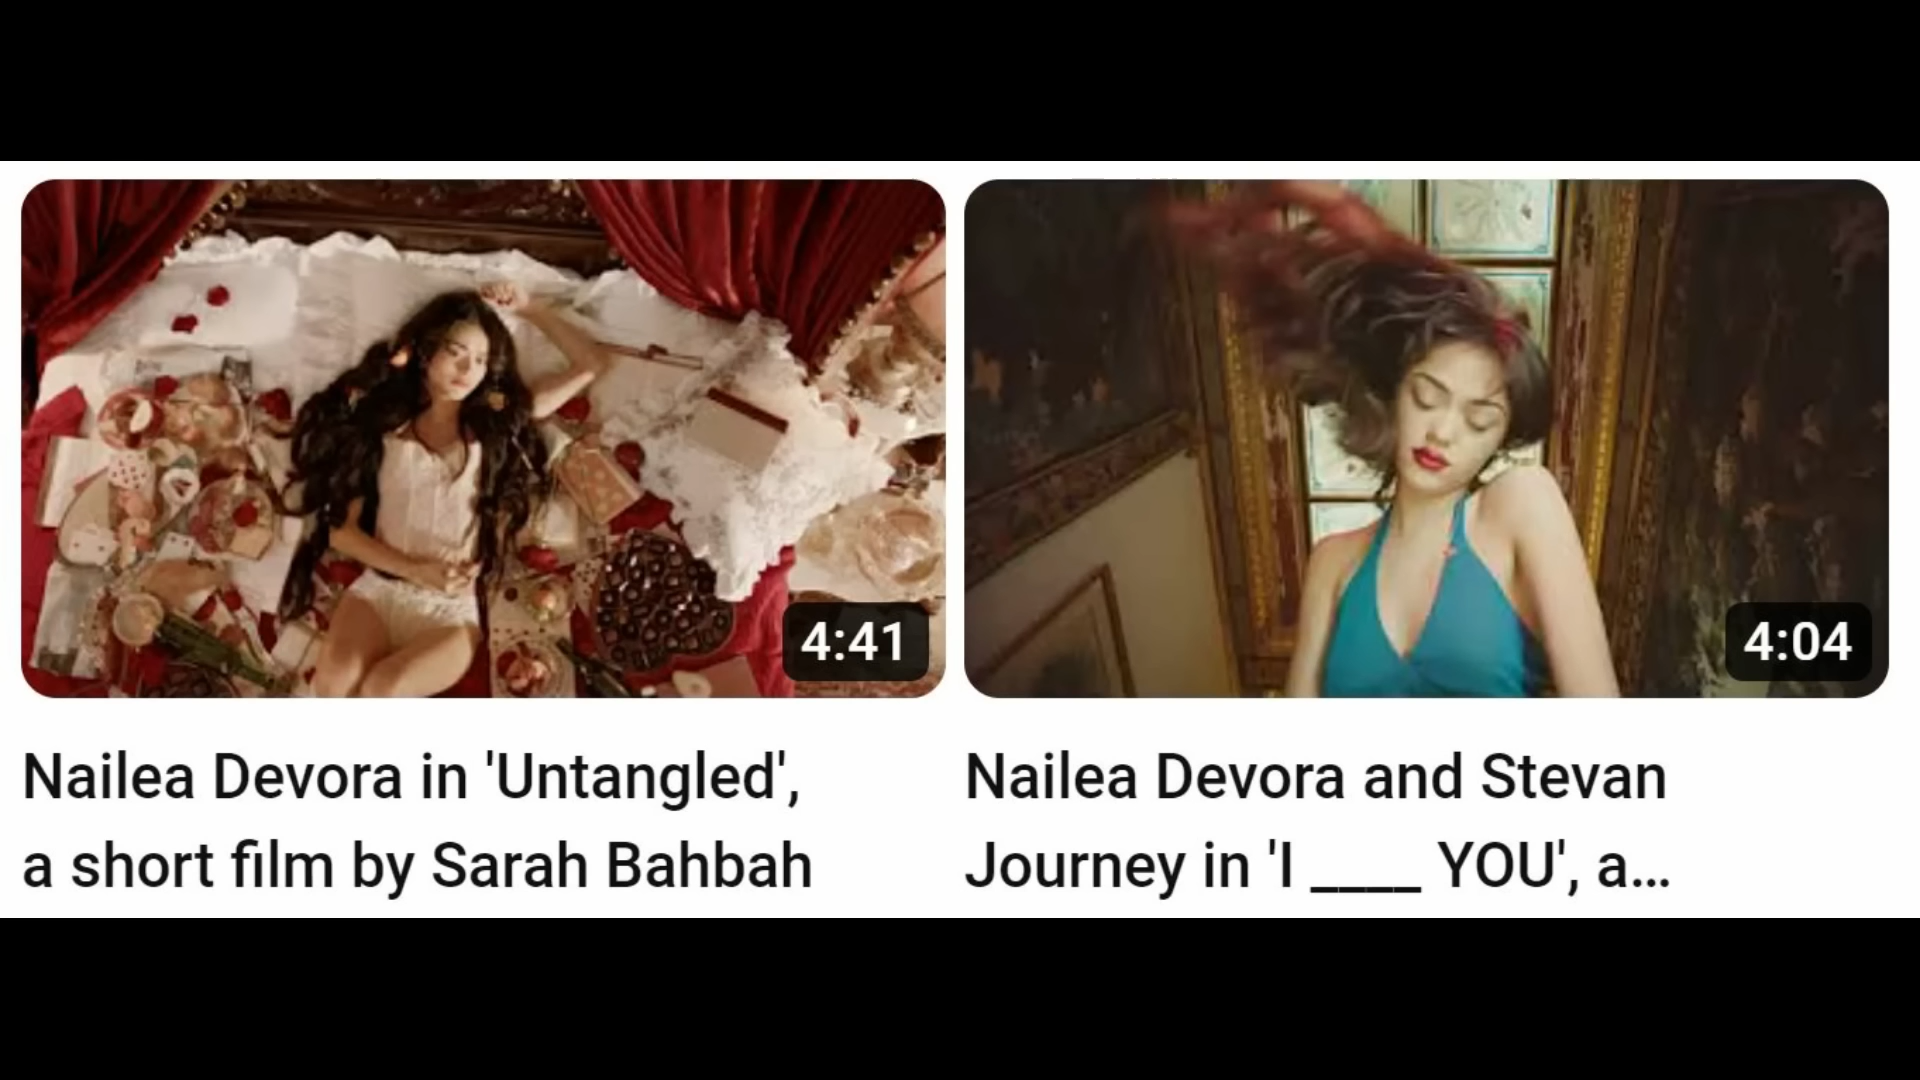 4:41
4:04
Nailea Devora in 'Untangled',
a short film by Sarah Bahbah
Nailea Devora and Stevan
Journey in 'I ____ YOU', a...